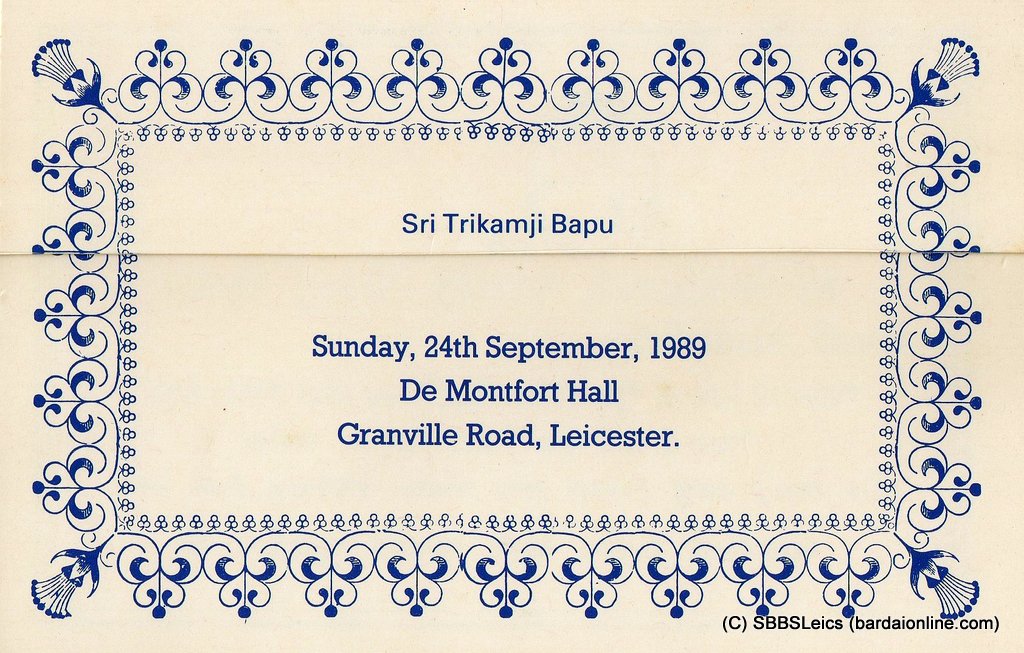 Sri Trikamji Bapu
Sunday, 24th September, 1989
De Montfort Hall
Granville Road, Leicester.
(C) SBBSLeics (bardaionline.com)